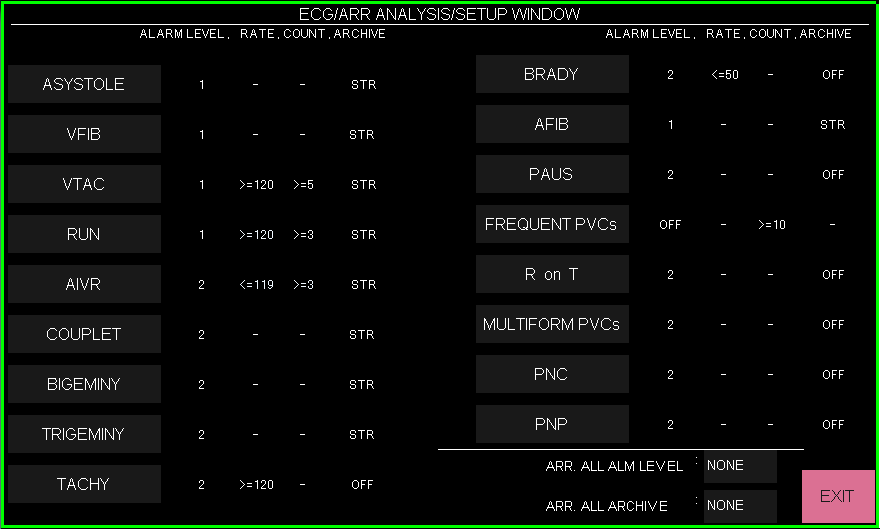 ECG/ARR ANALYSIS/SETUP WINDOW
ALARM LEVEL, RATE, COUNT, ARCHIVE
ASYSTOLE 1 - - STR
VFIB 1 - - STR
VTAC 1 >=120 >=5 STR
RUN 1 >=120 >=3 STR
AIVR 2 <=119 >=3 STR
COUPLET 2 - - STR
BIGEMINY 2 - - STR
TRIGEMINY 2 - - STR
TACHY 2 >=120 - OFF
ALARM LEVEL, RATE, COUNT, ARCHIVE
BRADY 2 <=50 - OFF
AFIB 1 - - STR
PAUS 2 - - OFF
FREQUENT PVCs OFF - >=10 -
R on T 2 - - OFF
MULTIFORM PVCs 2 - - OFF
PNC 2 - - OFF
PNP 2 - - OFF
ARR. ALL ALM LEVEL : NONE
ARR. ALL ARCHIVE : NONE
EXIT